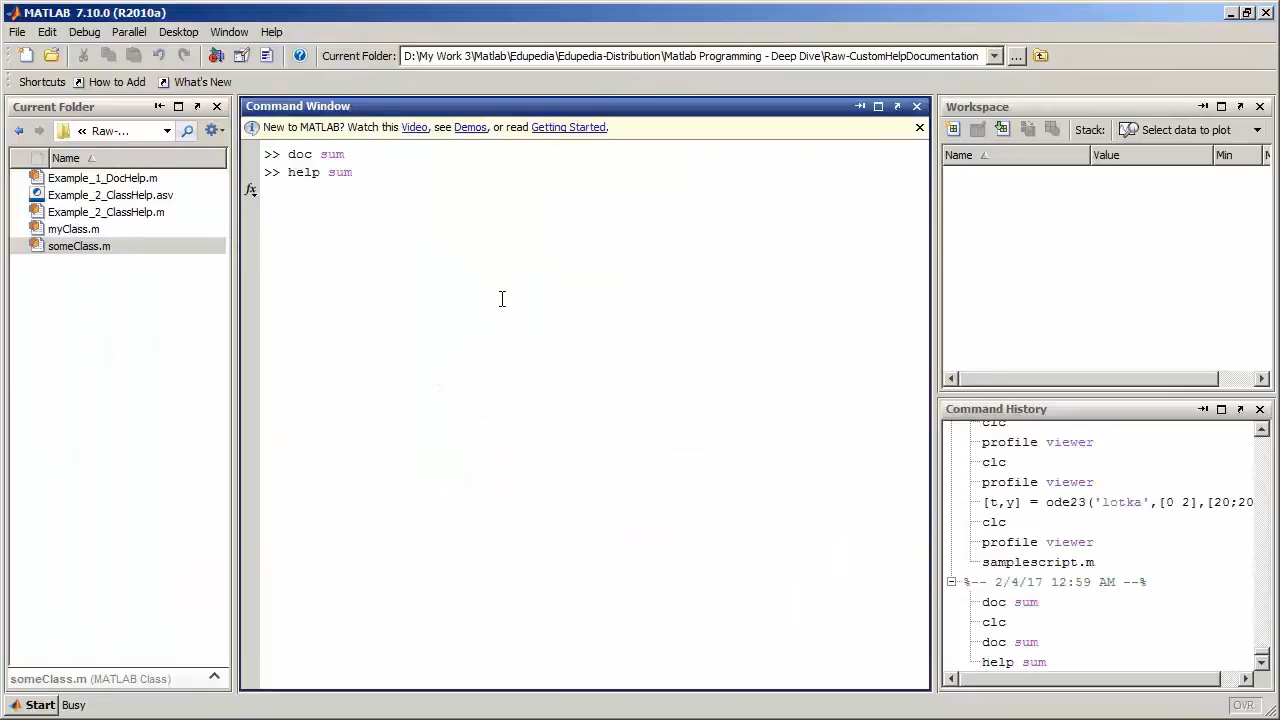 MATLAB 7.10.0 (R2010a)
File Edit Debug Parallel Desktop Window Help
Current Folder: D:\My Work 3\Matlab\Edupedia\Edupedia-Distribution\Matlab Programming - Deep Dive\Raw-CustomHelpDocumentation ...
Shortcuts How to Add What's New
Current Folder
« Raw-...
Name
Example_1_DocHelp.m
Example_2_ClassHelp.asv
Example_2_ClassHelp.m
myClass.m
someClass.m
someClass.m (MATLAB Class)
Command Window
New to MATLAB? Watch this Video, see Demos, or read Getting Started.
>> doc sum
>> help sum
fx
Workspace
Stack: Select data to plot
Name Value Min
Command History
clc
profile viewer
clc
profile viewer
[t,y] = ode23('lotka',[0 2],[20;20
clc
profile viewer
samplescript.m
%-- 2/4/17 12:59 AM --%
doc sum
clc
doc sum
help sum
Start Busy
OVR